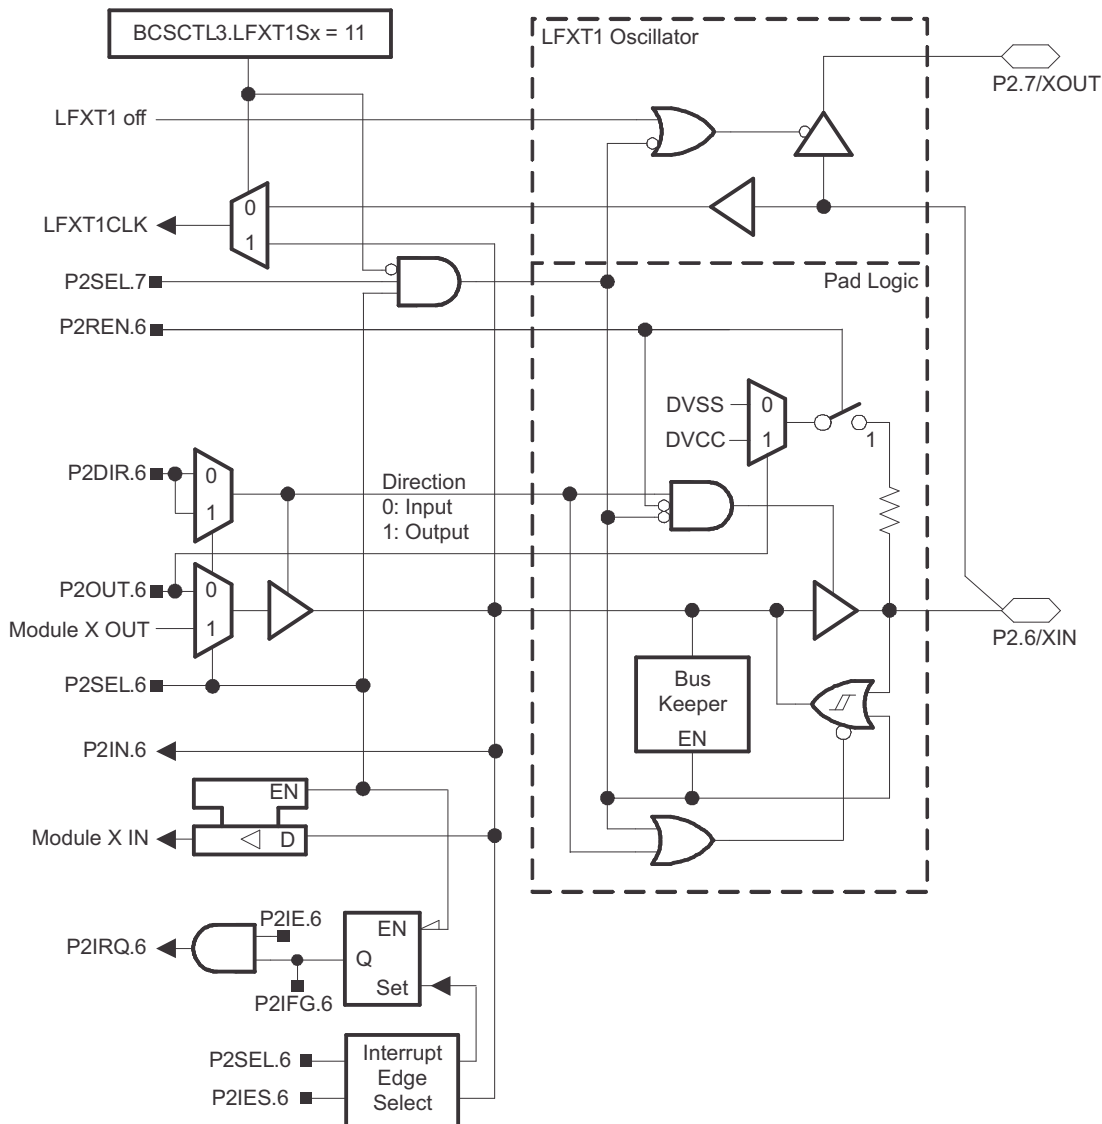 BCSCTL3.LFXT1Sx = 11
LFXT1 Oscillator
P2.7/XOUT
LFXT1 off
0
LFXT1CLK
1
P2SEL.7
Pad Logic
P2REN.6
DVSS
0
DVCC
1
1
P2DIR.6
0
1
Direction
0: Input
1: Output
P2OUT.6
0
Module X OUT
1
P2.6/XIN
P2SEL.6
Bus
Keeper
EN
P2IN.6
EN
Module X IN
D
P2IE.6
EN
P2IRQ.6
Q
Set
P2IFG.6
P2SEL.6
P2IES.6
Interrupt
Edge
Select